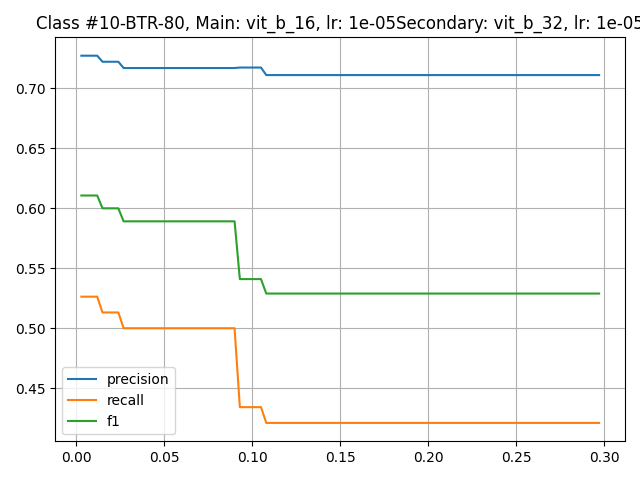 Class #10-BTR-80, Main: vit_b_16, lr: 1e-05Secondary: vit_b_32, lr: 1e-05
0.70
0.65
0.60
0.55
0.50
0.45
precision
recall
f1
0.00 0.05 0.10 0.15 0.20 0.25 0.30